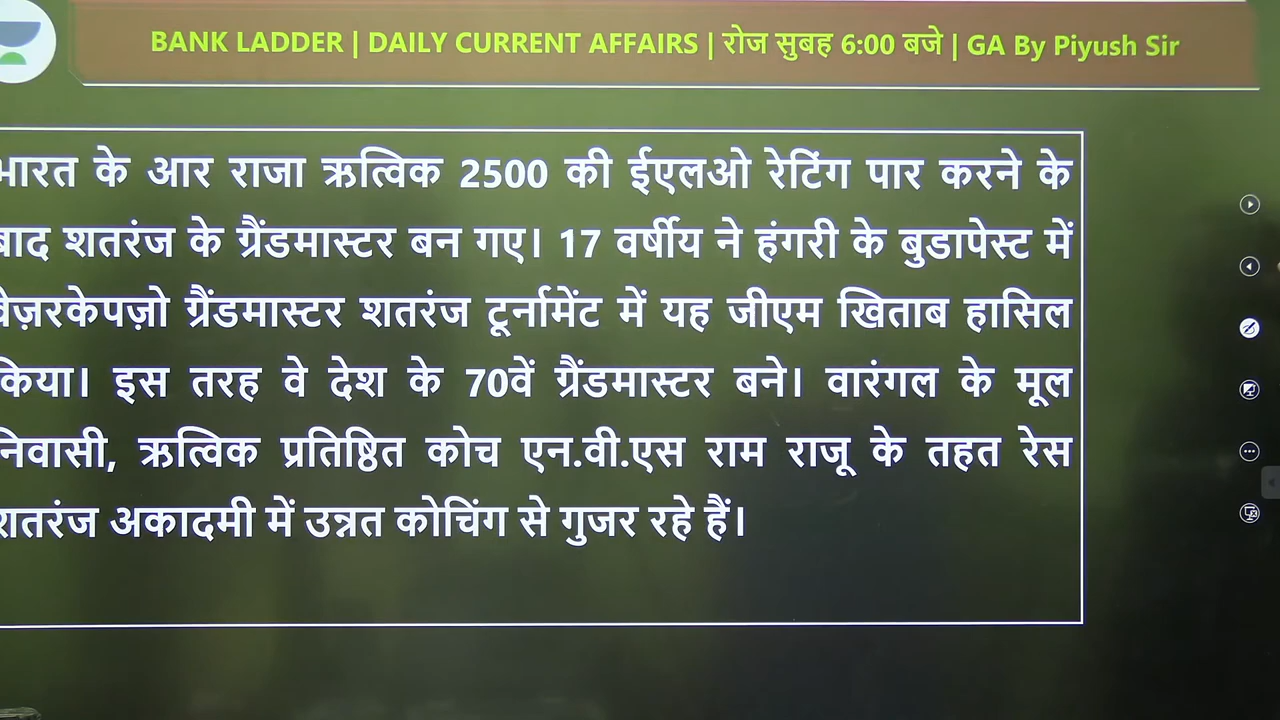 BANK LADDER | DAILY CURRENT AFFAIRS | रोज सुबह 6:00 बजे | GA By Piyush Sir
भारत के आर राजा ऋत्विक 2500 की ईएलओ रेटिंग पार करने के
बाद शतरंज के ग्रैंडमास्टर बन गए। 17 वर्षीय ने हंगरी के बुडापेस्ट में
वेज़रकेपज़ो ग्रैंडमास्टर शतरंज टूर्नामेंट में यह जीएम खिताब हासिल
किया। इस तरह वे देश के 70वें ग्रैंडमास्टर बने। वारंगल के मूल
निवासी, ऋत्विक प्रतिष्ठित कोच एन.वी.एस राम राजू के तहत रेस
शतरंज अकादमी में उन्नत कोचिंग से गुजर रहे हैं।